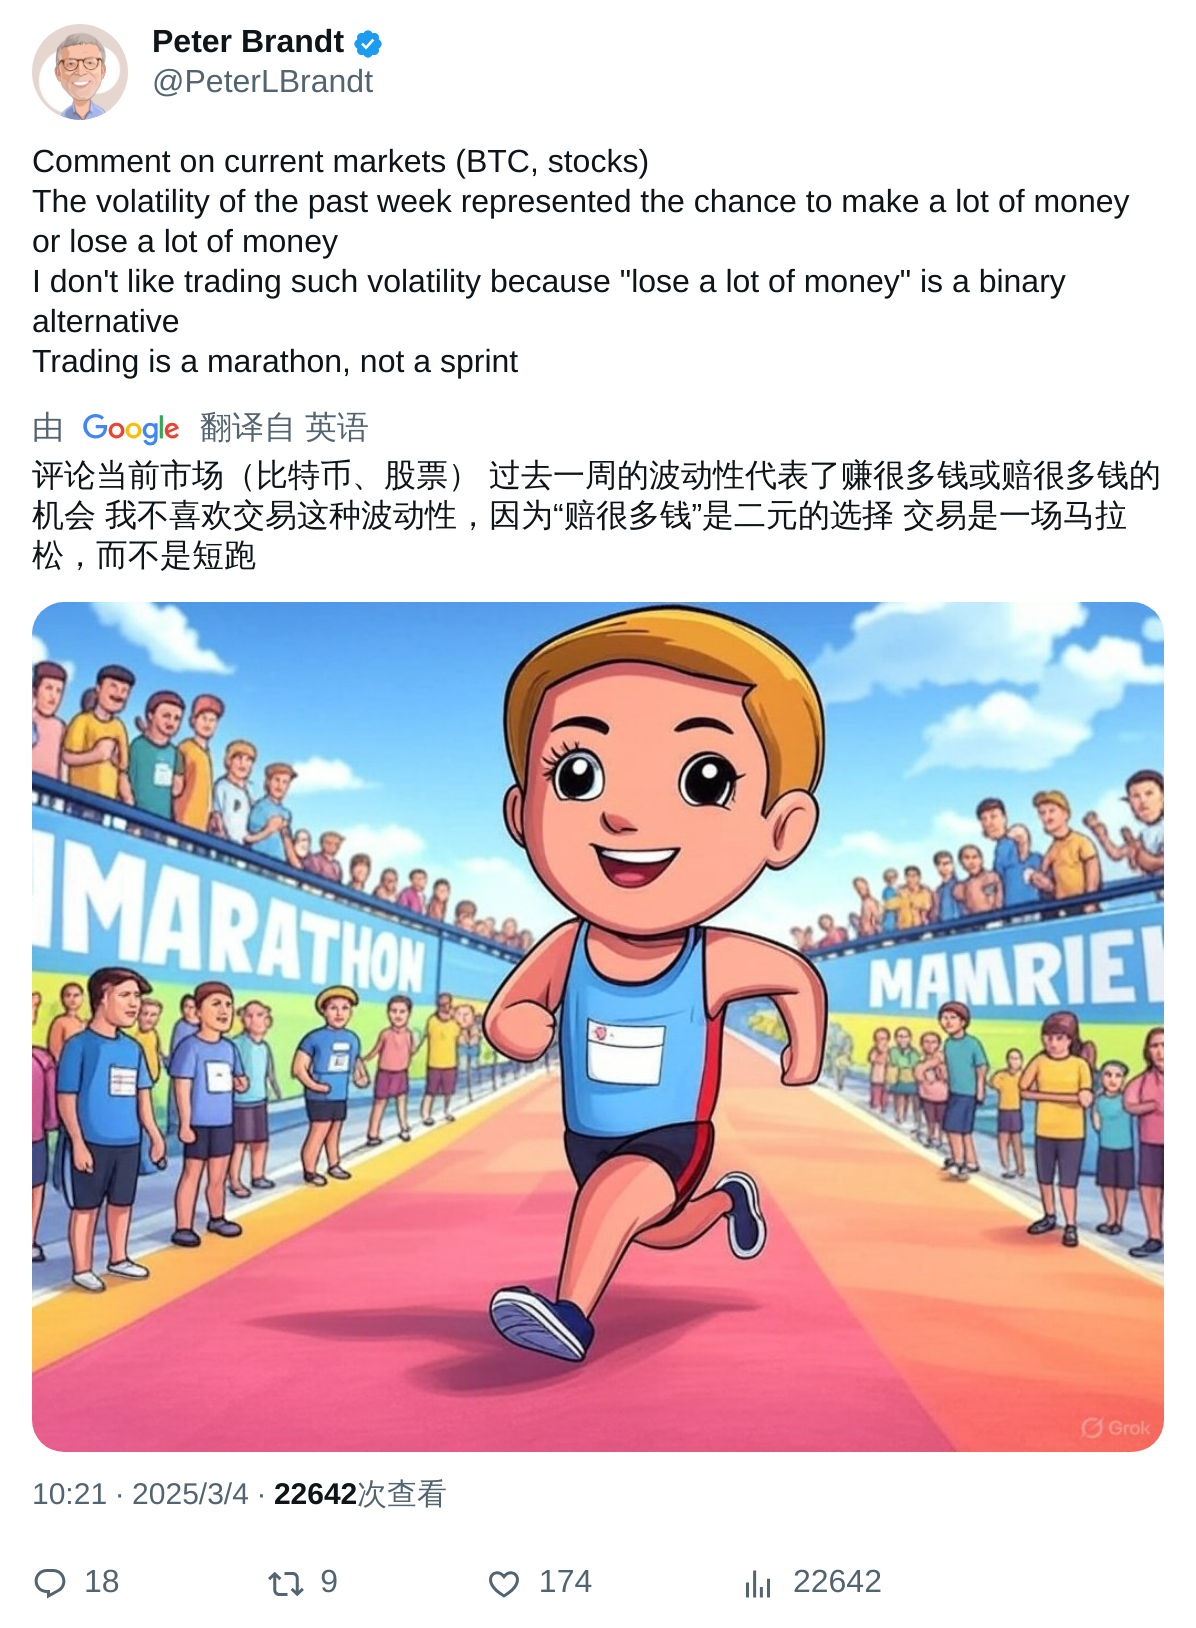 Peter Brandt
@PeterLBrandt
Comment on current markets (BTC, stocks)
The volatility of the past week represented the chance to make a lot of money
or lose a lot of money
I don't like trading such volatility because "lose a lot of money" is a binary
alternative
Trading is a marathon, not a sprint
由 Google 翻译自 英语
评论当前市场（比特币、股票） 过去一周的波动性代表了赚很多钱或赔很多钱的
机会 我不喜欢交易这种波动性，因为“赔很多钱”是二元的选择 交易是一场马拉
松，而不是短跑
IMARATHON
MAMRIEI
Grok
10:21 · 2025/3/4 · 22642次查看
18 9 174 22642